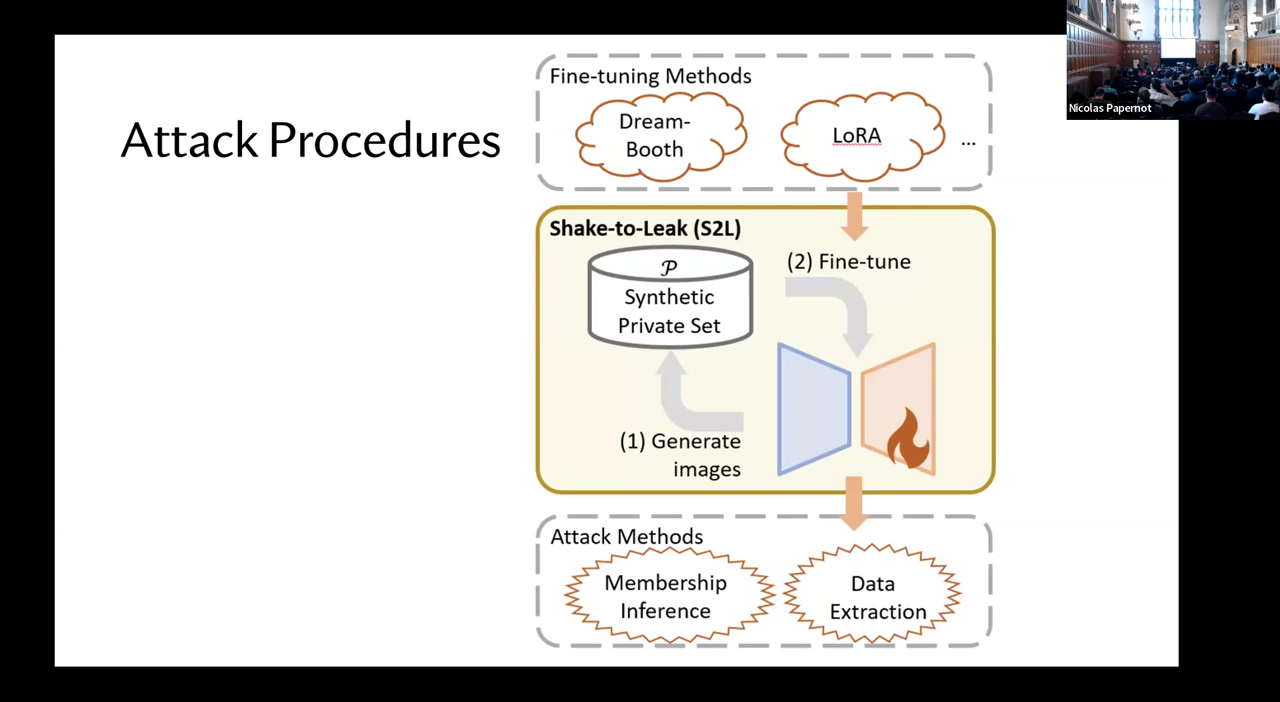 Attack Procedures
Fine-tuning Methods
Dream-
Booth
LoRA
...
Shake-to-Leak (S2L)
𝒫
Synthetic
Private Set
(2) Fine-tune
(1) Generate
images
Attack Methods
Membership
Inference
Data
Extraction
Nicolas Papernot